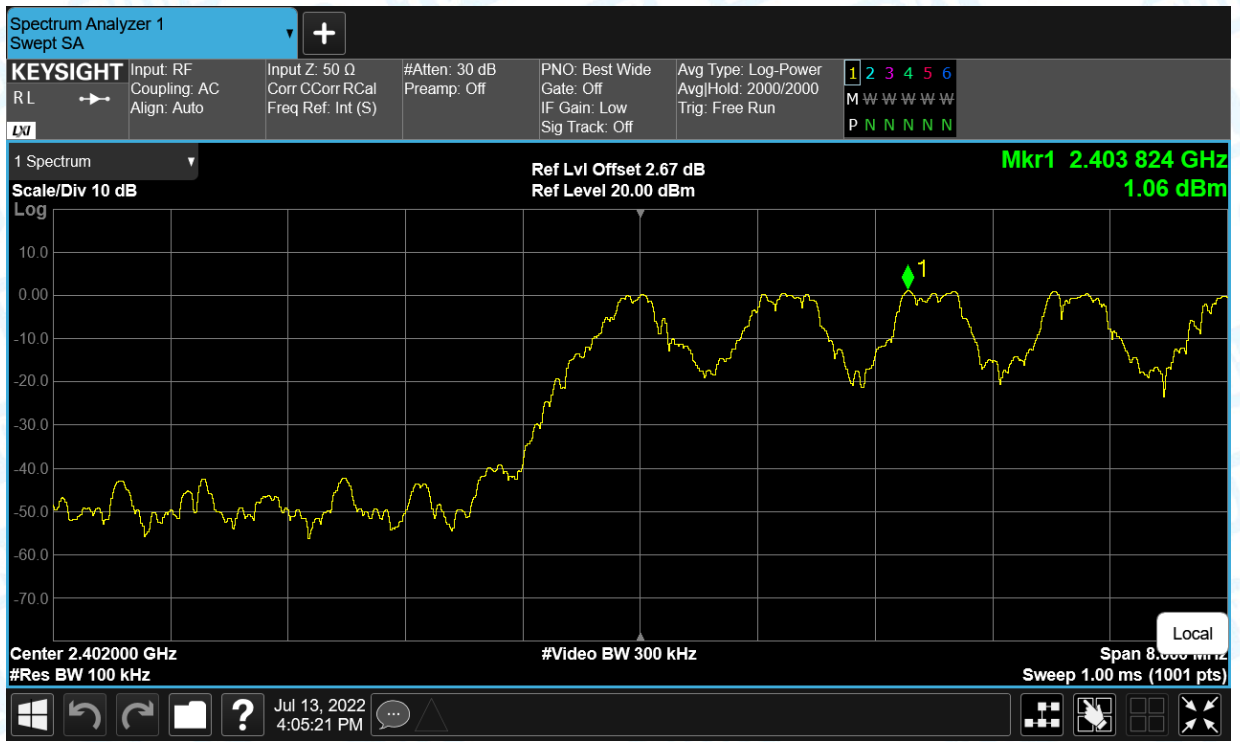 Spectrum Analyzer 1
Swept SA
KEYSIGHT
R L
LXI
Input: RF
Coupling: AC
Align: Auto
Input Z: 50 Ω
Corr CCorr RCal
Freq Ref: Int (S)
#Atten: 30 dB
Preamp: Off
PNO: Best Wide
Gate: Off
IF Gain: Low
Sig Track: Off
Avg Type: Log-Power
Avg|Hold: 2000/2000
Trig: Free Run
1 2 3 4 5 6
M W W W W W
P N N N N N
1 Spectrum
Scale/Div 10 dB
Log
Ref Lvl Offset 2.67 dB
Ref Level 20.00 dBm
Mkr1 2.403 824 GHz
1.06 dBm
10.0
0.00
1
-10.0
-20.0
-30.0
-40.0
-50.0
-60.0
-70.0
Local
Center 2.402000 GHz
#Video BW 300 kHz
Span 8.000 MHz
#Res BW 100 kHz
Sweep 1.00 ms (1001 pts)
?
Jul 13, 2022
4:05:21 PM